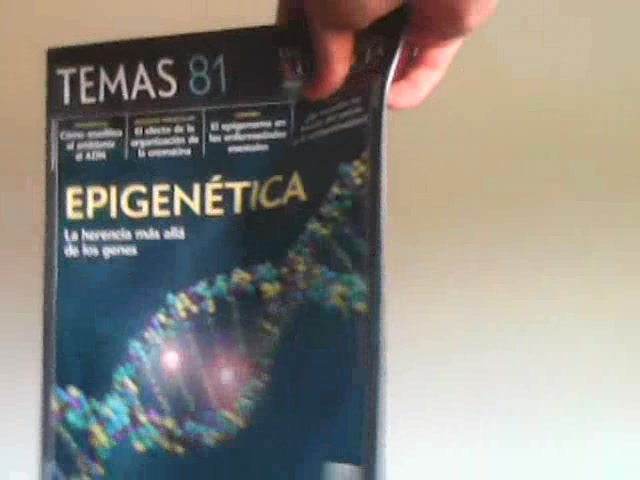 TEMAS 81
Cómo modifica
el ambiente
el ADN
El efecto de la
organización de
la cromatina
El epigenoma en
las enfermedades
mentales
EPIGENÉTICA
La herencia más allá
de los genes